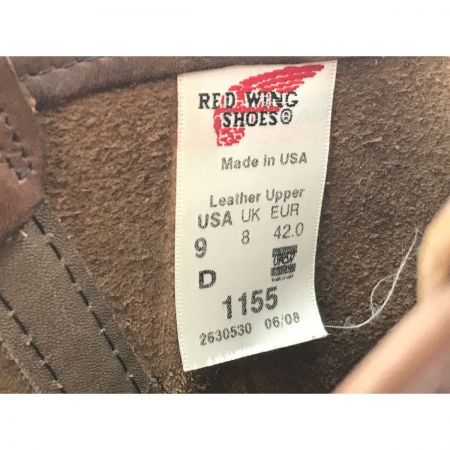 RED WING
SHOES®
Made in USA
Leather Upper
USA UK EUR
9 8 42.0
D
1155
2630530 06/08